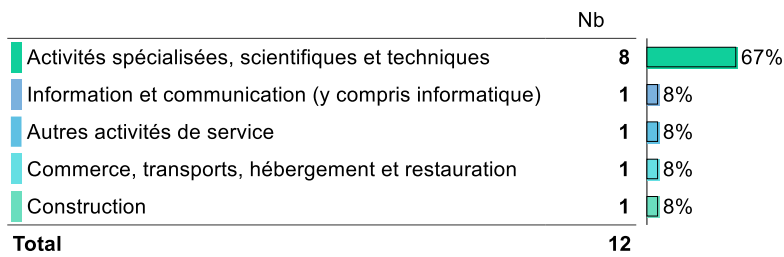 Nb
Activités spécialisées, scientifiques et techniques 8 67%
Information et communication (y compris informatique) 1 8%
Autres activités de service 1 8%
Commerce, transports, hébergement et restauration 1 8%
Construction 1 8%
Total 12